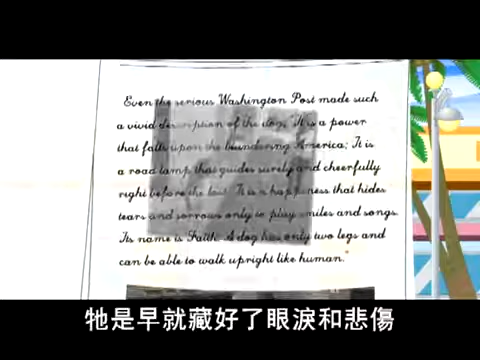 Even the serious Washington Post made such
a vivid description of the dog, "It is a power
that falls upon the blundering America; It is
a road lamp that guides surely and cheerfully
right before the lost. It is a happiness that hides
tears and sorrows only to play smiles and songs.
Its name is Faith. A dog has only two legs and
can be able to walk upright like human."
牠是早就藏好了眼淚和悲傷